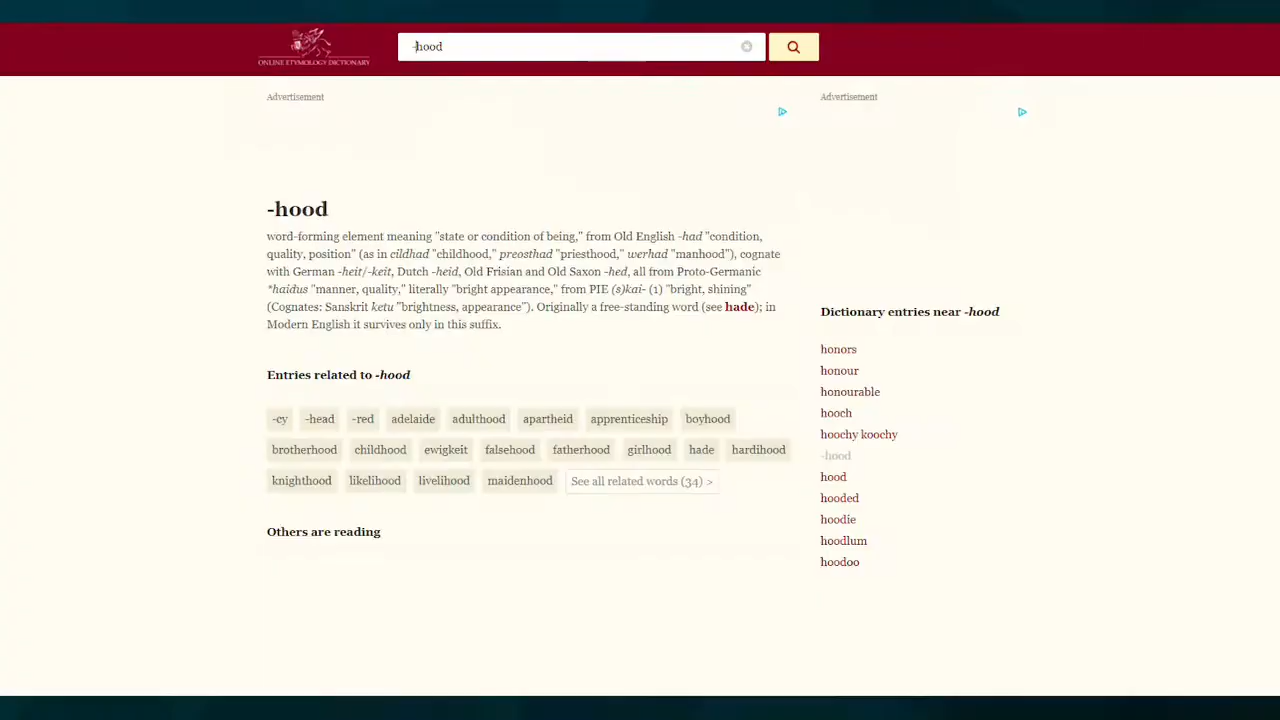 -hood
ONLINE ETYMOLOGY DICTIONARY
Advertisement
Advertisement
-hood
word-forming element meaning "state or condition of being," from Old English -had "condition,
quality, position" (as in cildhad "childhood," preosthad "priesthood," werhad "manhood"), cognate
with German -heit/-keit, Dutch -heid, Old Frisian and Old Saxon -hed, all from Proto-Germanic
*haidus "manner, quality," literally "bright appearance," from PIE (s)kai- (1) "bright, shining"
(Cognates: Sanskrit ketu "brightness, appearance"). Originally a free-standing word (see hade); in
Modern English it survives only in this suffix.
Entries related to -hood
-cy -head -red adelaide adulthood apartheid apprenticeship boyhood
brotherhood childhood ewigkeit falsehood fatherhood girlhood hade hardihood
knighthood likelihood livelihood maidenhood See all related words (34) >
Others are reading
Dictionary entries near -hood
honors
honour
honourable
hooch
hoochy koochy
-hood
hood
hooded
hoodie
hoodlum
hoodoo